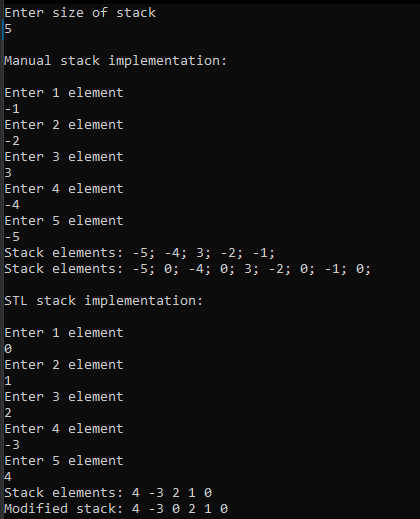 Enter size of stack
5
Manual stack implementation:
Enter 1 element
-1
Enter 2 element
-2
Enter 3 element
3
Enter 4 element
-4
Enter 5 element
-5
Stack elements: -5; -4; 3; -2; -1;
Stack elements: -5; 0; -4; 0; 3; -2; 0; -1; 0;
STL stack implementation:
Enter 1 element
0
Enter 2 element
1
Enter 3 element
2
Enter 4 element
-3
Enter 5 element
4
Stack elements: 4 -3 2 1 0
Modified stack: 4 -3 0 2 1 0